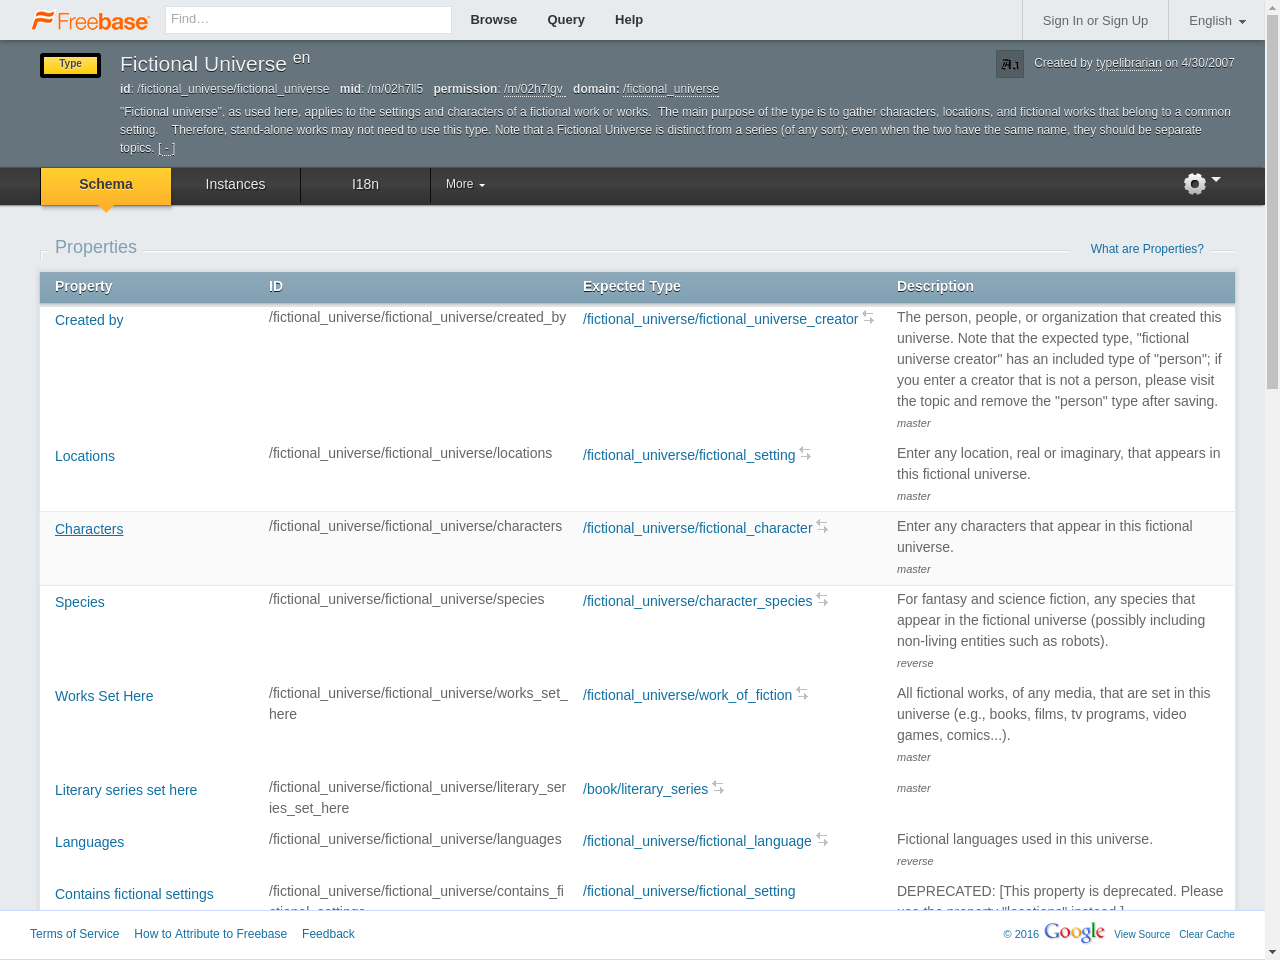 Freebase Find… Browse Query Help Sign In or Sign Up English
Type Fictional Universe en Created by typelibrarian on 4/30/2007
id: /fictional_universe/fictional_universe mid: /m/02h7ll5 permission: /m/02h7lgv domain: /fictional_universe
"Fictional universe", as used here, applies to the settings and characters of a fictional work or works. The main purpose of the type is to gather characters, locations, and fictional works that belong to a common
setting. Therefore, stand-alone works may not need to use this type. Note that a Fictional Universe is distinct from a series (of any sort); even when the two have the same name, they should be separate
topics. [ - ]
Schema Instances I18n More
Properties What are Properties?
Property ID Expected Type Description
Created by /fictional_universe/fictional_universe/created_by /fictional_universe/fictional_universe_creator The person, people, or organization that created this
universe. Note that the expected type, "fictional
universe creator" has an included type of "person"; if
you enter a creator that is not a person, please visit
the topic and remove the "person" type after saving.
master
Locations /fictional_universe/fictional_universe/locations /fictional_universe/fictional_setting Enter any location, real or imaginary, that appears in
this fictional universe.
master
Characters /fictional_universe/fictional_universe/characters /fictional_universe/fictional_character Enter any characters that appear in this fictional
universe.
master
Species /fictional_universe/fictional_universe/species /fictional_universe/character_species For fantasy and science fiction, any species that
appear in the fictional universe (possibly including
non-living entities such as robots).
reverse
Works Set Here /fictional_universe/fictional_universe/works_set_ /fictional_universe/work_of_fiction All fictional works, of any media, that are set in this
here universe (e.g., books, films, tv programs, video
games, comics...).
master
Literary series set here /fictional_universe/fictional_universe/literary_ser /book/literary_series master
ies_set_here
Languages /fictional_universe/fictional_universe/languages /fictional_universe/fictional_language Fictional languages used in this universe.
reverse
Contains fictional settings /fictional_universe/fictional_universe/contains_fi /fictional_universe/fictional_setting DEPRECATED: [This property is deprecated. Please
Terms of Service How to Attribute to Freebase Feedback © 2016 Google View Source Clear Cache